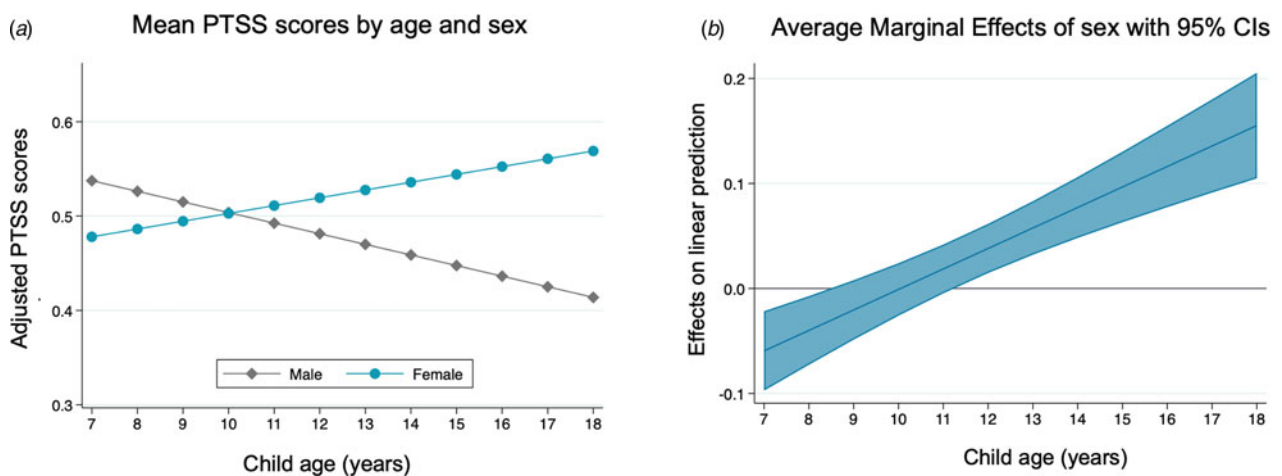 (a)
Mean PTSS scores by age and sex
Adjusted PTSS scores
0.6
0.5
0.4
0.3
Male Female
7 8 9 10 11 12 13 14 15 16 17 18
Child age (years)
(b)
Average Marginal Effects of sex with 95% CIs
Effects on linear prediction
0.2
0.1
0.0
-0.1
7 8 9 10 11 12 13 14 15 16 17 18
Child age (years)